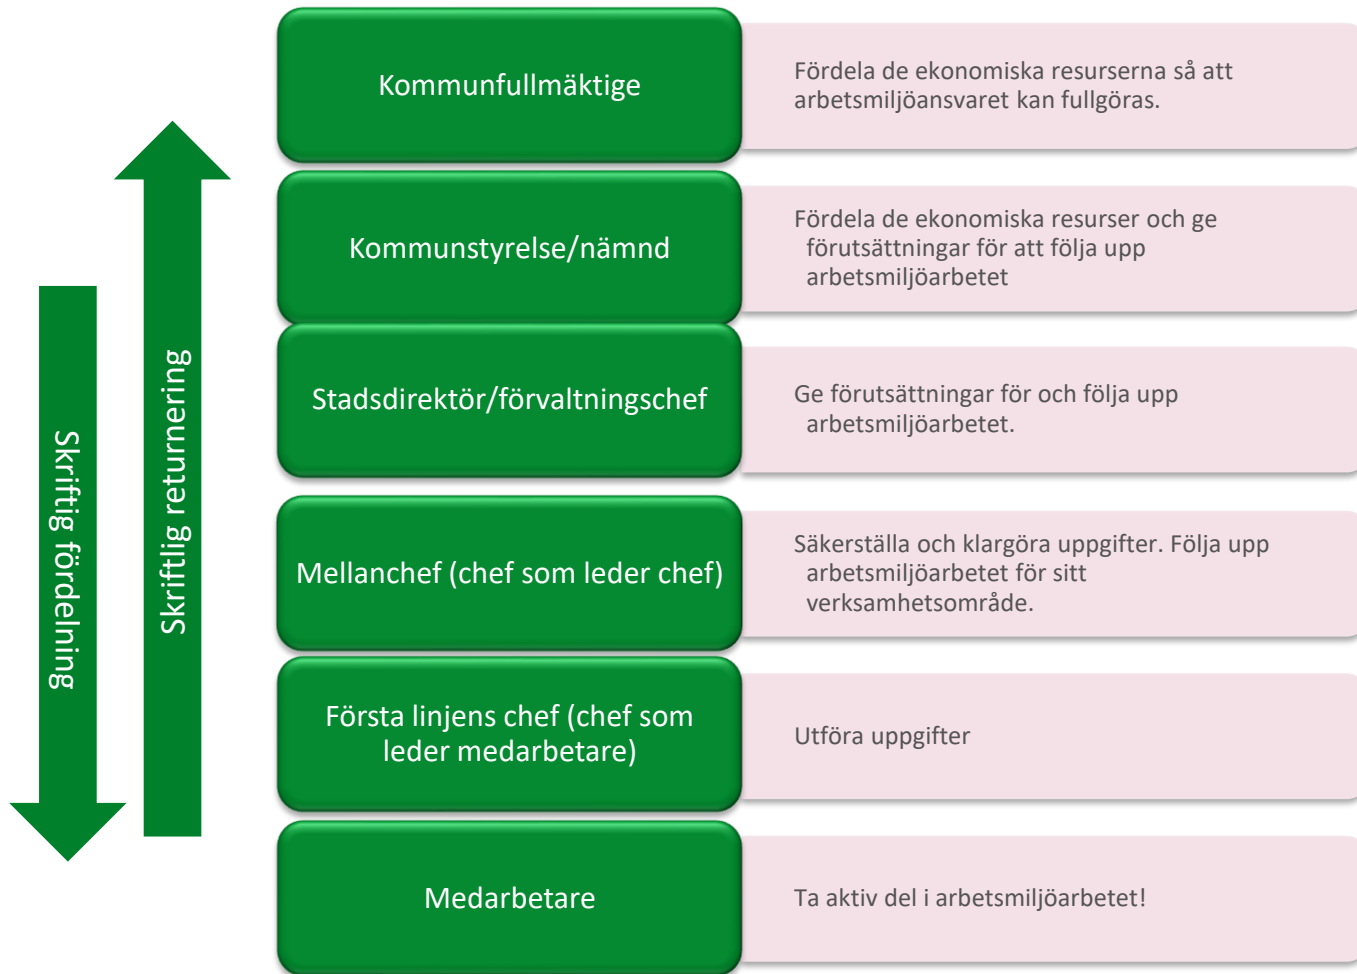 Kommunfullmäktige
Fördela de ekonomiska resurserna så att
arbetsmiljöansvaret kan fullgöras.
Kommunstyrelse/nämnd
Fördela de ekonomiska resurser och ge
förutsättningar för att följa upp
arbetsmiljöarbetet
Stadsdirektör/förvaltningschef
Ge förutsättningar för och följa upp
arbetsmiljöarbetet.
Mellanchef (chef som leder chef)
Säkerställa och klargöra uppgifter. Följa upp
arbetsmiljöarbetet för sitt
verksamhetsområde.
Första linjens chef (chef som
leder medarbetare)
Utföra uppgifter
Medarbetare
Ta aktiv del i arbetsmiljöarbetet!
Skriftig fördelning
Skriftlig returnering